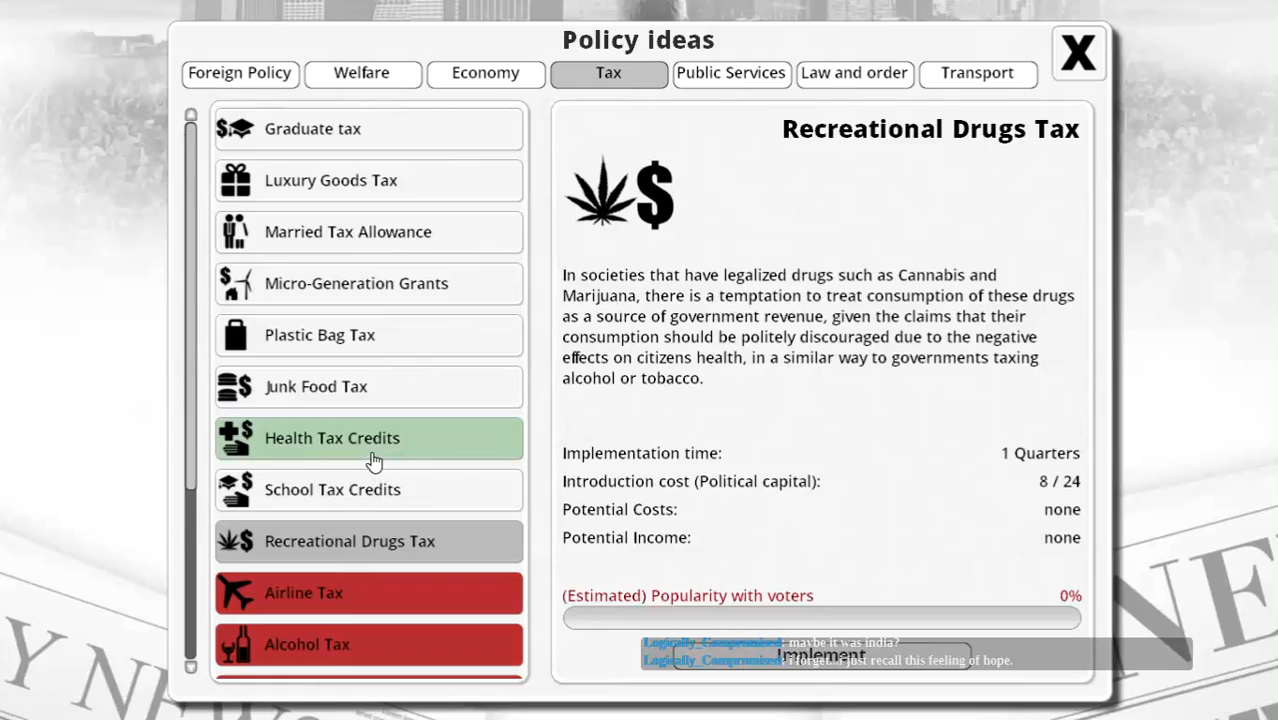 Policy ideas
X
Foreign Policy
Welfare
Economy
Tax
Public Services
Law and order
Transport
Graduate tax
Luxury Goods Tax
Married Tax Allowance
Micro-Generation Grants
Plastic Bag Tax
Junk Food Tax
Health Tax Credits
School Tax Credits
Recreational Drugs Tax
Airline Tax
Alcohol Tax
Recreational Drugs Tax
In societies that have legalized drugs such as Cannabis and
Marijuana, there is a temptation to treat consumption of these drugs
as a source of government revenue, given the claims that their
consumption should be politely discouraged due to the negative
effects on citizens health, in a similar way to governments taxing
alcohol or tobacco.
Implementation time: 1 Quarters
Introduction cost (Political capital): 8 / 24
Potential Costs: none
Potential Income: none
(Estimated) Popularity with voters 0%
Implement
Logically_Compromised: maybe it was india?
Logically_Compromised: i forget...i just recall this feeling of hope.